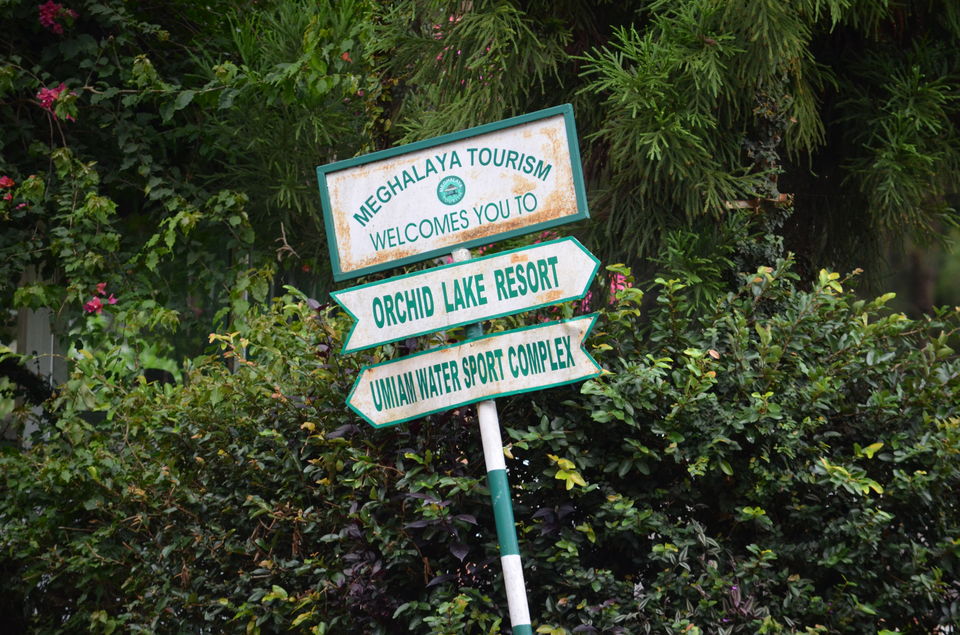 MEGHALAYA TOURISM
WELCOMES YOU TO
ORCHID LAKE RESORT
UMIAM WATER SPORT COMPLEX